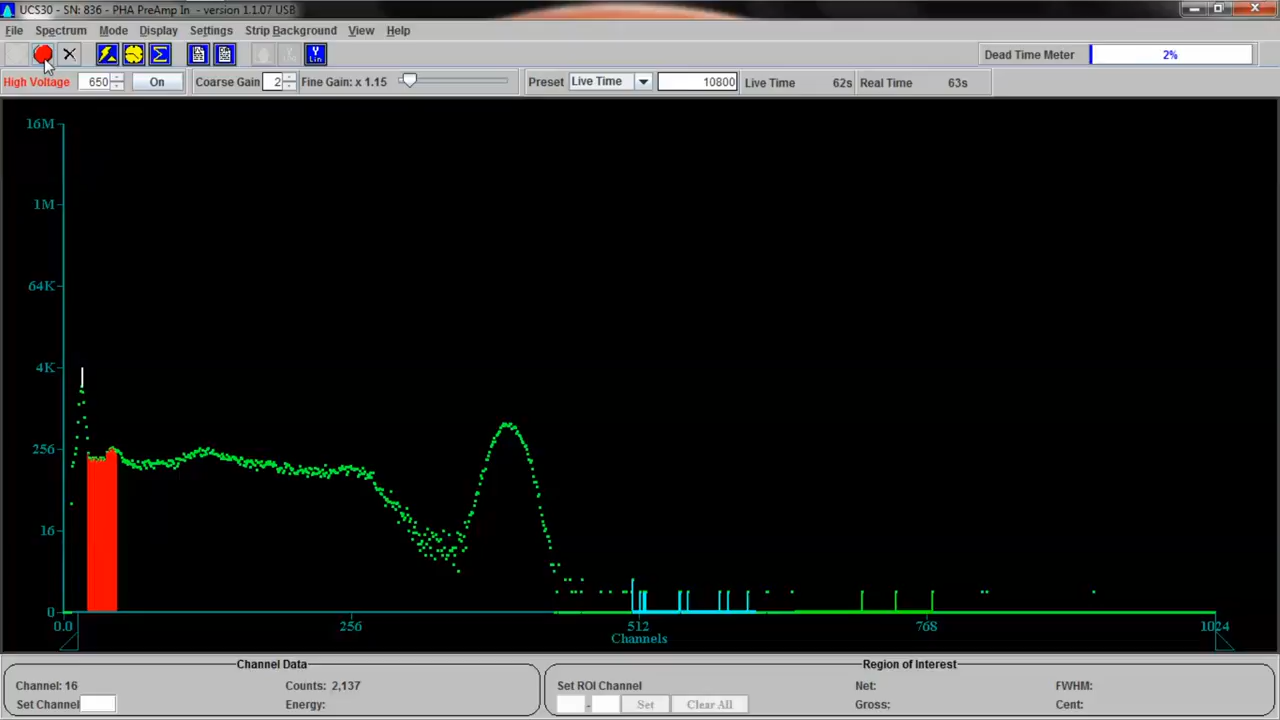 UCS30 - SN: 836 - PHA PreAmp In - version 1.1.07 USB
File Spectrum Mode Display Settings Strip Background View Help
Y Lin
Dead Time Meter 2%
High Voltage 650 On Coarse Gain 2 Fine Gain: x 1.15 Preset Live Time 10800 Live Time 62s Real Time 63s
16M
1M
64K
4K
256
16
0
0.0 256 512 768 1024
Channels
Channel Data
Channel: 16 Counts: 2,137
Set Channel Energy:
Region of Interest
Set ROI Channel Net: FWHM:
- Set Clear All Gross: Cent: